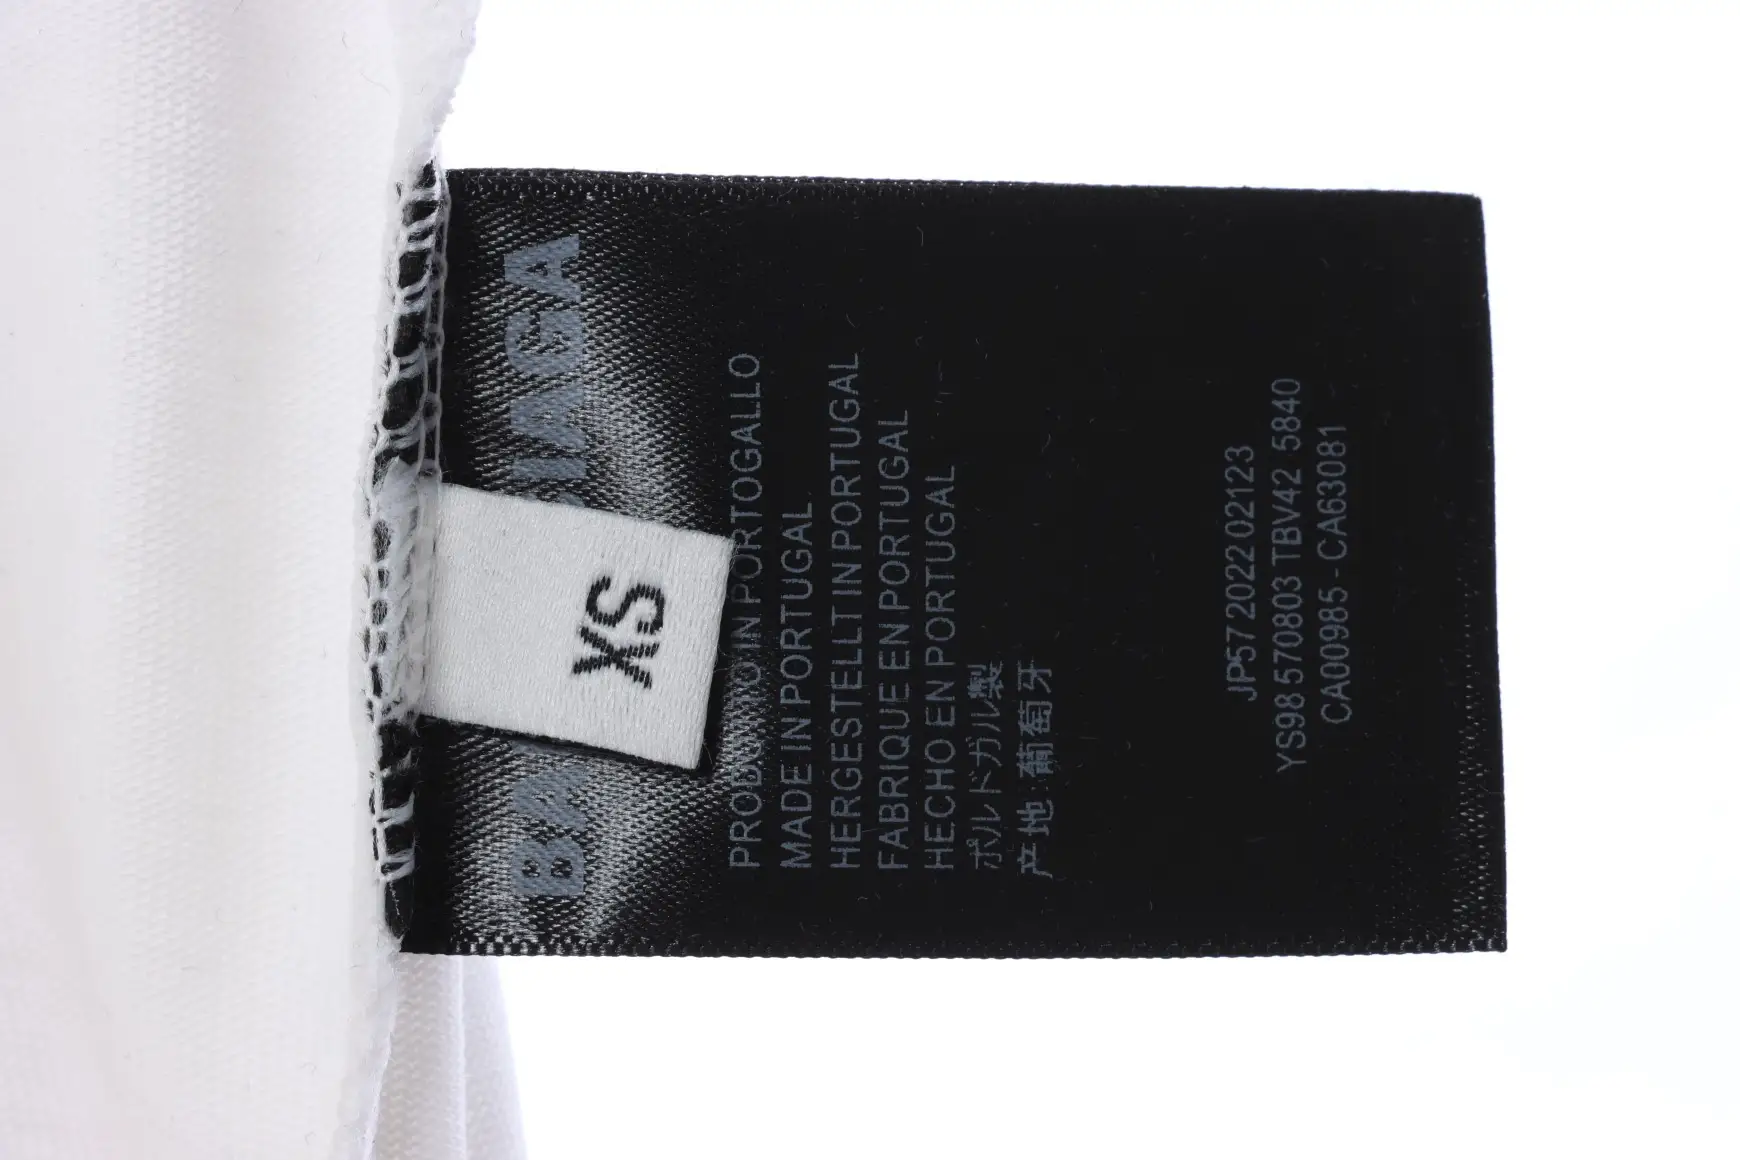 XS
PRODOTTO IN PORTOGALLO
MADE IN PORTUGAL
HERGESTELLT IN PORTUGAL
FABRIQUE EN PORTUGAL
HECHO EN PORTUGAL
ポルトガル製
产地:葡萄牙
JP57 2022 02123
YS98 570803 TBV42 5840
CA00985 - CA63081